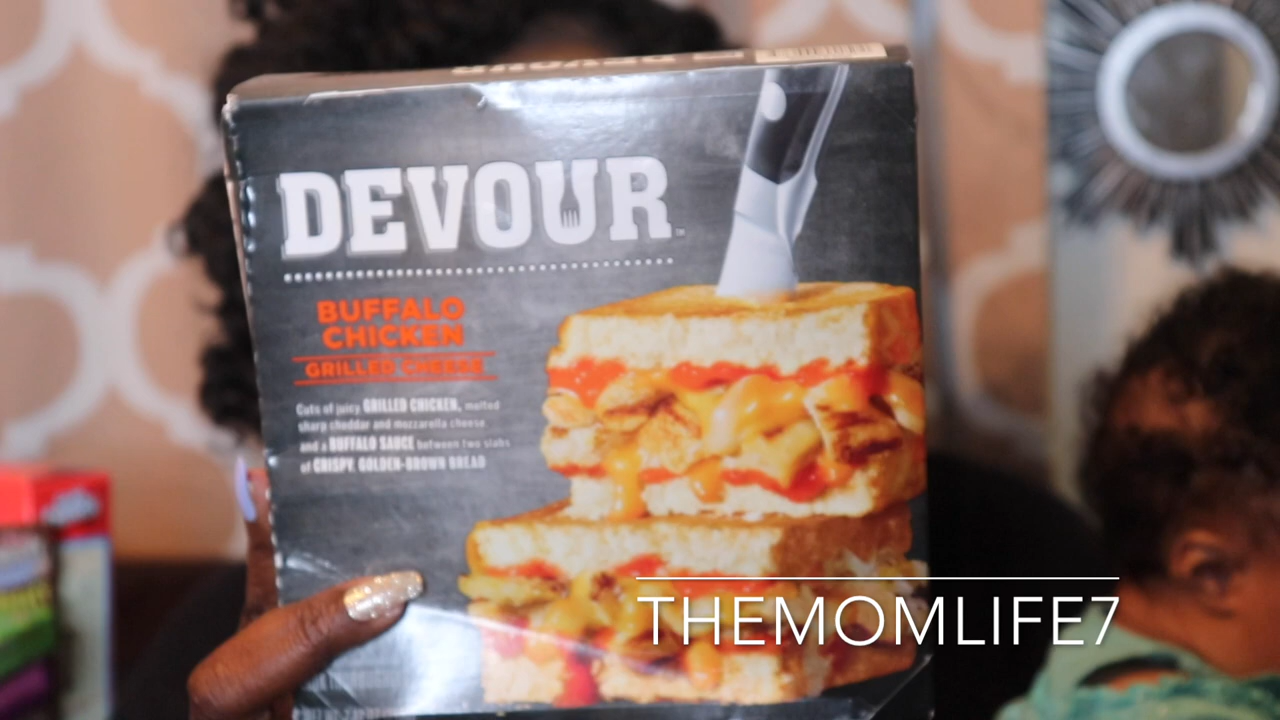 DEVOUR
DEVOUR
BUFFALO
CHICKEN
GRILLED CHEESE
Cuts of juicy GRILLED CHICKEN, melted
sharp cheddar and mozzarella cheese
and a BUFFALO SAUCE between two slabs
of CRISPY, GOLDEN-BROWN BREAD
THEMOMLIFE7